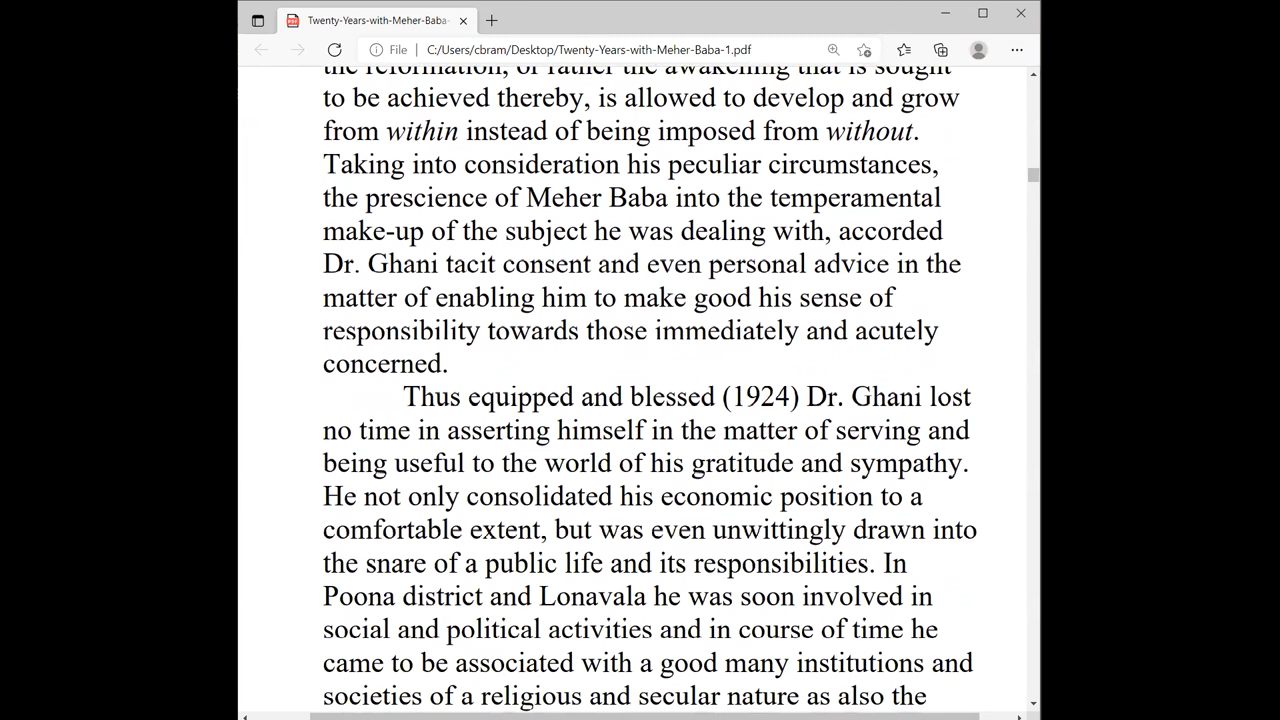 Twenty-Years-with-Meher-Baba-
File
C:/Users/cbram/Desktop/Twenty-Years-with-Meher-Baba-1.pdf
the reformation, or rather the awakening that is sought
to be achieved thereby, is allowed to develop and grow
from within instead of being imposed from without.
Taking into consideration his peculiar circumstances,
the prescience of Meher Baba into the temperamental
make-up of the subject he was dealing with, accorded
Dr. Ghani tacit consent and even personal advice in the
matter of enabling him to make good his sense of
responsibility towards those immediately and acutely
concerned.
Thus equipped and blessed (1924) Dr. Ghani lost
no time in asserting himself in the matter of serving and
being useful to the world of his gratitude and sympathy.
He not only consolidated his economic position to a
comfortable extent, but was even unwittingly drawn into
the snare of a public life and its responsibilities. In
Poona district and Lonavala he was soon involved in
social and political activities and in course of time he
came to be associated with a good many institutions and
societies of a religious and secular nature as also the